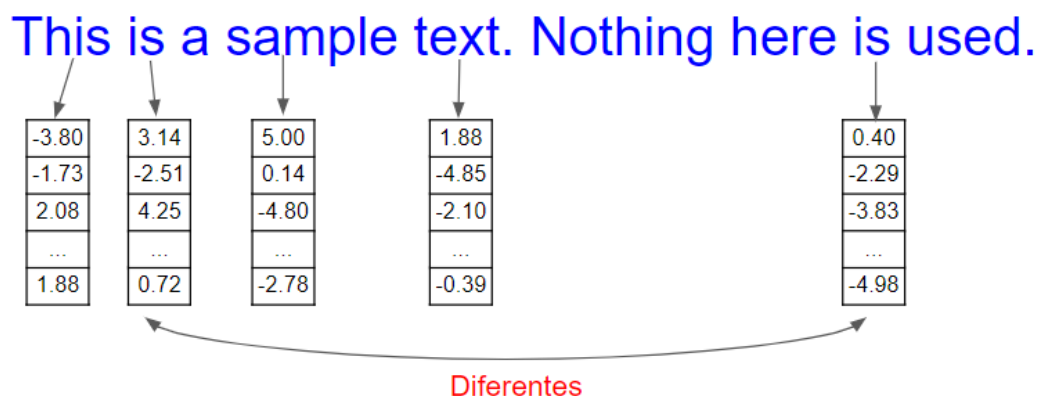 This is a sample text. Nothing here is used.
-3.80 3.14 5.00 1.88 0.40
-1.73 -2.51 0.14 -4.85 -2.29
2.08 4.25 -4.80 -2.10 -3.83
... ... ... ... ...
1.88 0.72 -2.78 -0.39 -4.98
Diferentes